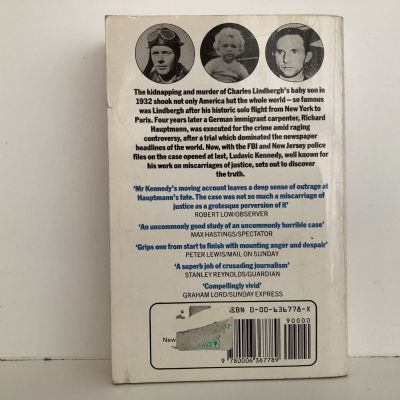 The kidnapping and murder of Charles Lindbergh's baby son in
1932 shook not only America but the whole world – so famous
was Lindbergh after his historic solo flight from New York to
Paris. Four years later a German immigrant carpenter, Richard
Hauptmann, was executed for the crime amid raging
controversy, after a trial which dominated the newspaper
headlines of the world. Now, with the FBI and New Jersey police
files on the case opened at last, Ludovic Kennedy, well known for
his work on miscarriages of justice, sets out to discover
the truth.
'Mr Kennedy's moving account leaves a deep sense of outrage at
Hauptmann's fate. The case was not so much a miscarriage of
justice as a grotesque perversion of it'
ROBERT LOW/OBSERVER
'An uncommonly good study of an uncommonly horrible case'
MAX HASTINGS/SPECTATOR
'Grips one from start to finish with mounting anger and despair'
PETER LEWIS/MAIL ON SUNDAY
'A superb job of crusading journalism'
STANLEY REYNOLDS/GUARDIAN
'Compellingly vivid'
GRAHAM LORD/SUNDAY EXPRESS
ISBN 0-00-636778-X
90000
New
9 780006 367789